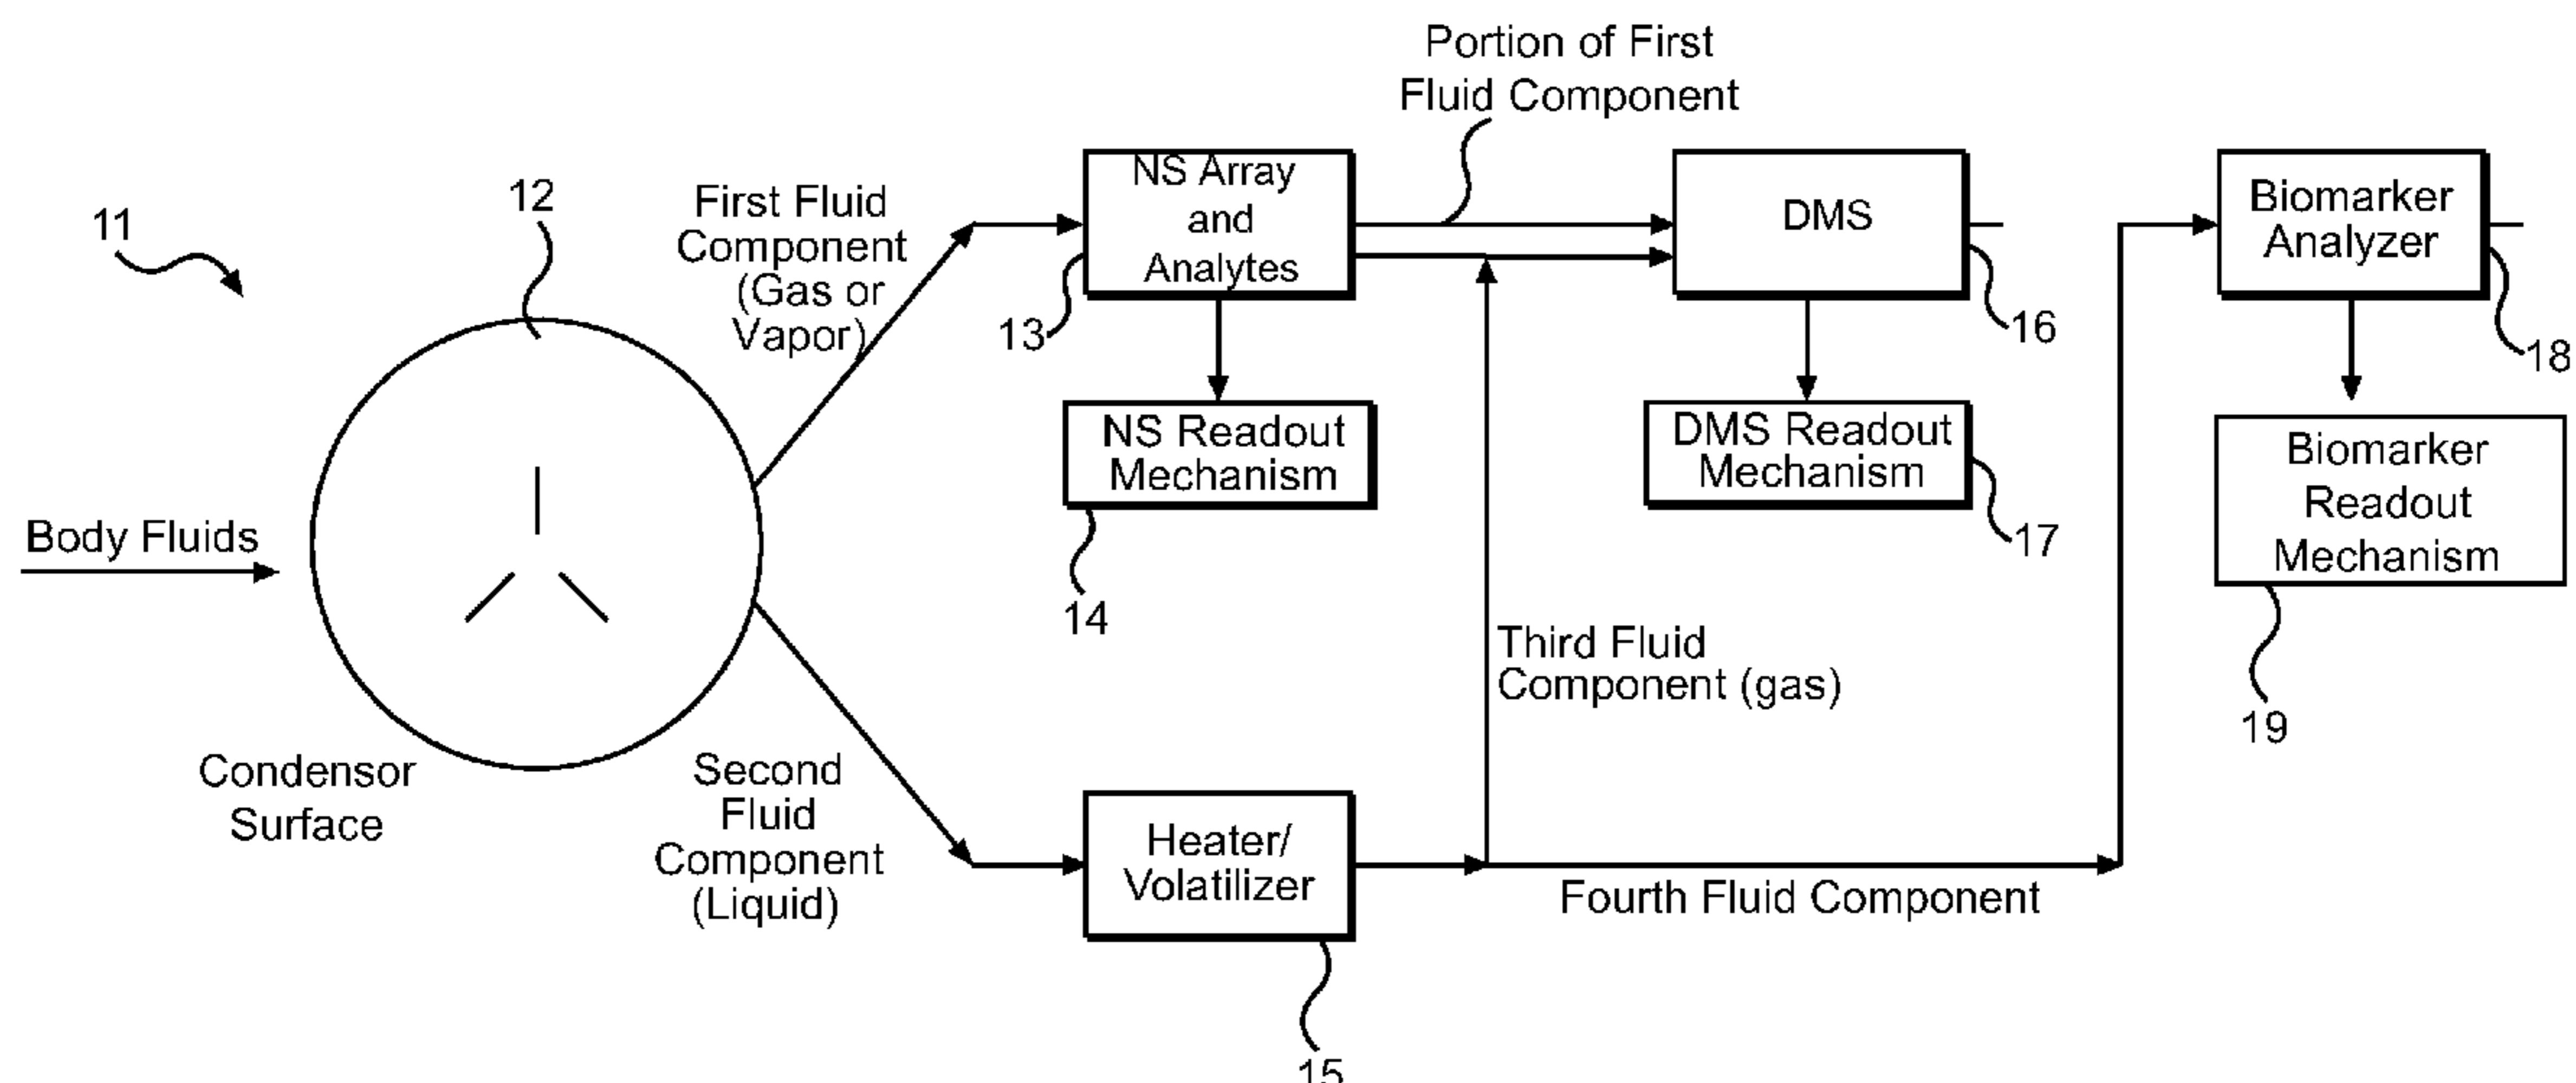 Portion of First
Fluid Component
11
12
First Fluid
Component
(Gas or
Vapor)
NS Array
and
Analytes
13
DMS
16
Biomarker
Analyzer
18
NS Readout
Mechanism
14
DMS Readout
Mechanism
17
Biomarker
Readout
Mechanism
19
Body Fluids
Third Fluid
Component (gas)
Condensor
Surface
Second
Fluid
Component
(Liquid)
Heater/
Volatilizer
15
Fourth Fluid Component